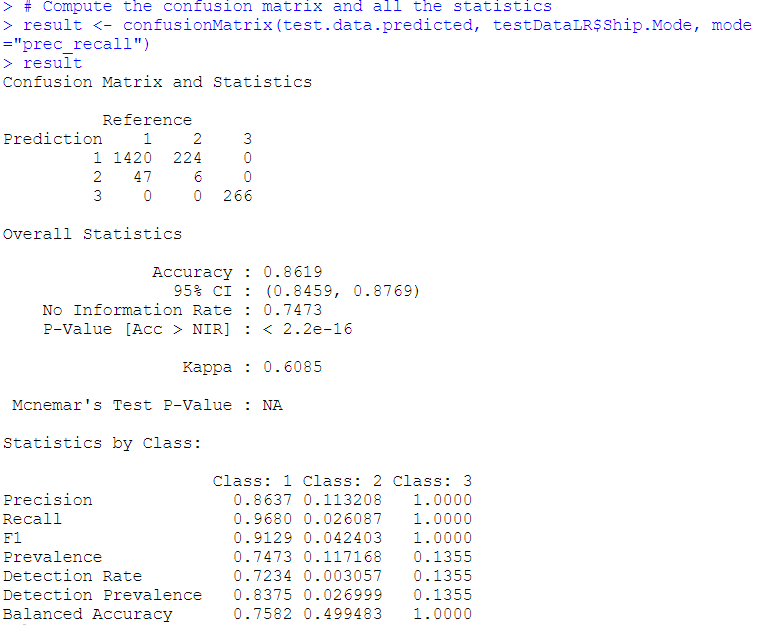 > # Compute the confusion matrix and all the statistics
> result <- confusionMatrix(test.data.predicted, testDataLR$Ship.Mode, mode
="prec_recall")
> result
Confusion Matrix and Statistics
Reference
Prediction 1 2 3
1 1420 224 0
2 47 6 0
3 0 0 266
Overall Statistics
Accuracy : 0.8619
95% CI : (0.8459, 0.8769)
No Information Rate : 0.7473
P-Value [Acc > NIR] : < 2.2e-16
Kappa : 0.6085
Mcnemar's Test P-Value : NA
Statistics by Class:
Class: 1 Class: 2 Class: 3
Precision 0.8637 0.113208 1.0000
Recall 0.9680 0.026087 1.0000
F1 0.9129 0.042403 1.0000
Prevalence 0.7473 0.117168 0.1355
Detection Rate 0.7234 0.003057 0.1355
Detection Prevalence 0.8375 0.026999 0.1355
Balanced Accuracy 0.7582 0.499483 1.0000